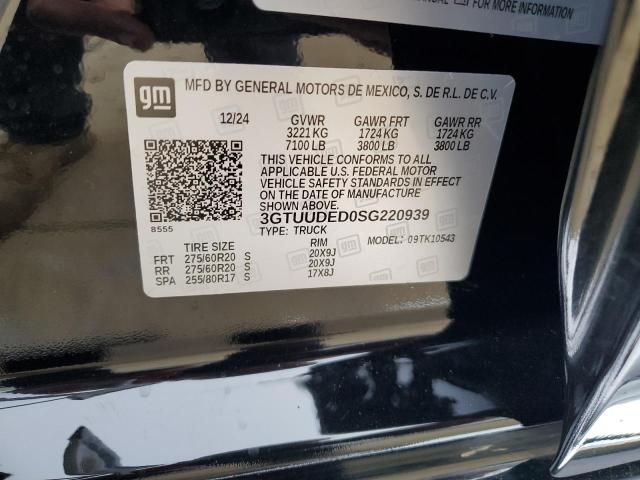 MANUAL FOR MORE INFORMATION
gm
MFD BY GENERAL MOTORS DE MEXICO, S. DE R.L. DE C.V.
12/24 GVWR GAWR FRT GAWR RR
3221 KG 1724 KG 1724 KG
7100 LB 3800 LB 3800 LB
THIS VEHICLE CONFORMS TO ALL
APPLICABLE U.S. FEDERAL MOTOR
VEHICLE SAFETY STANDARDS IN EFFECT
ON THE DATE OF MANUFACTURE
SHOWN ABOVE.
8555 3GTUUDED0SG220939
TYPE: TRUCK MODEL: 09TK10543
TIRE SIZE RIM
FRT 275/60R20 S 20X9J
RR 275/60R20 S 20X9J
SPA 255/80R17 S 17X8J